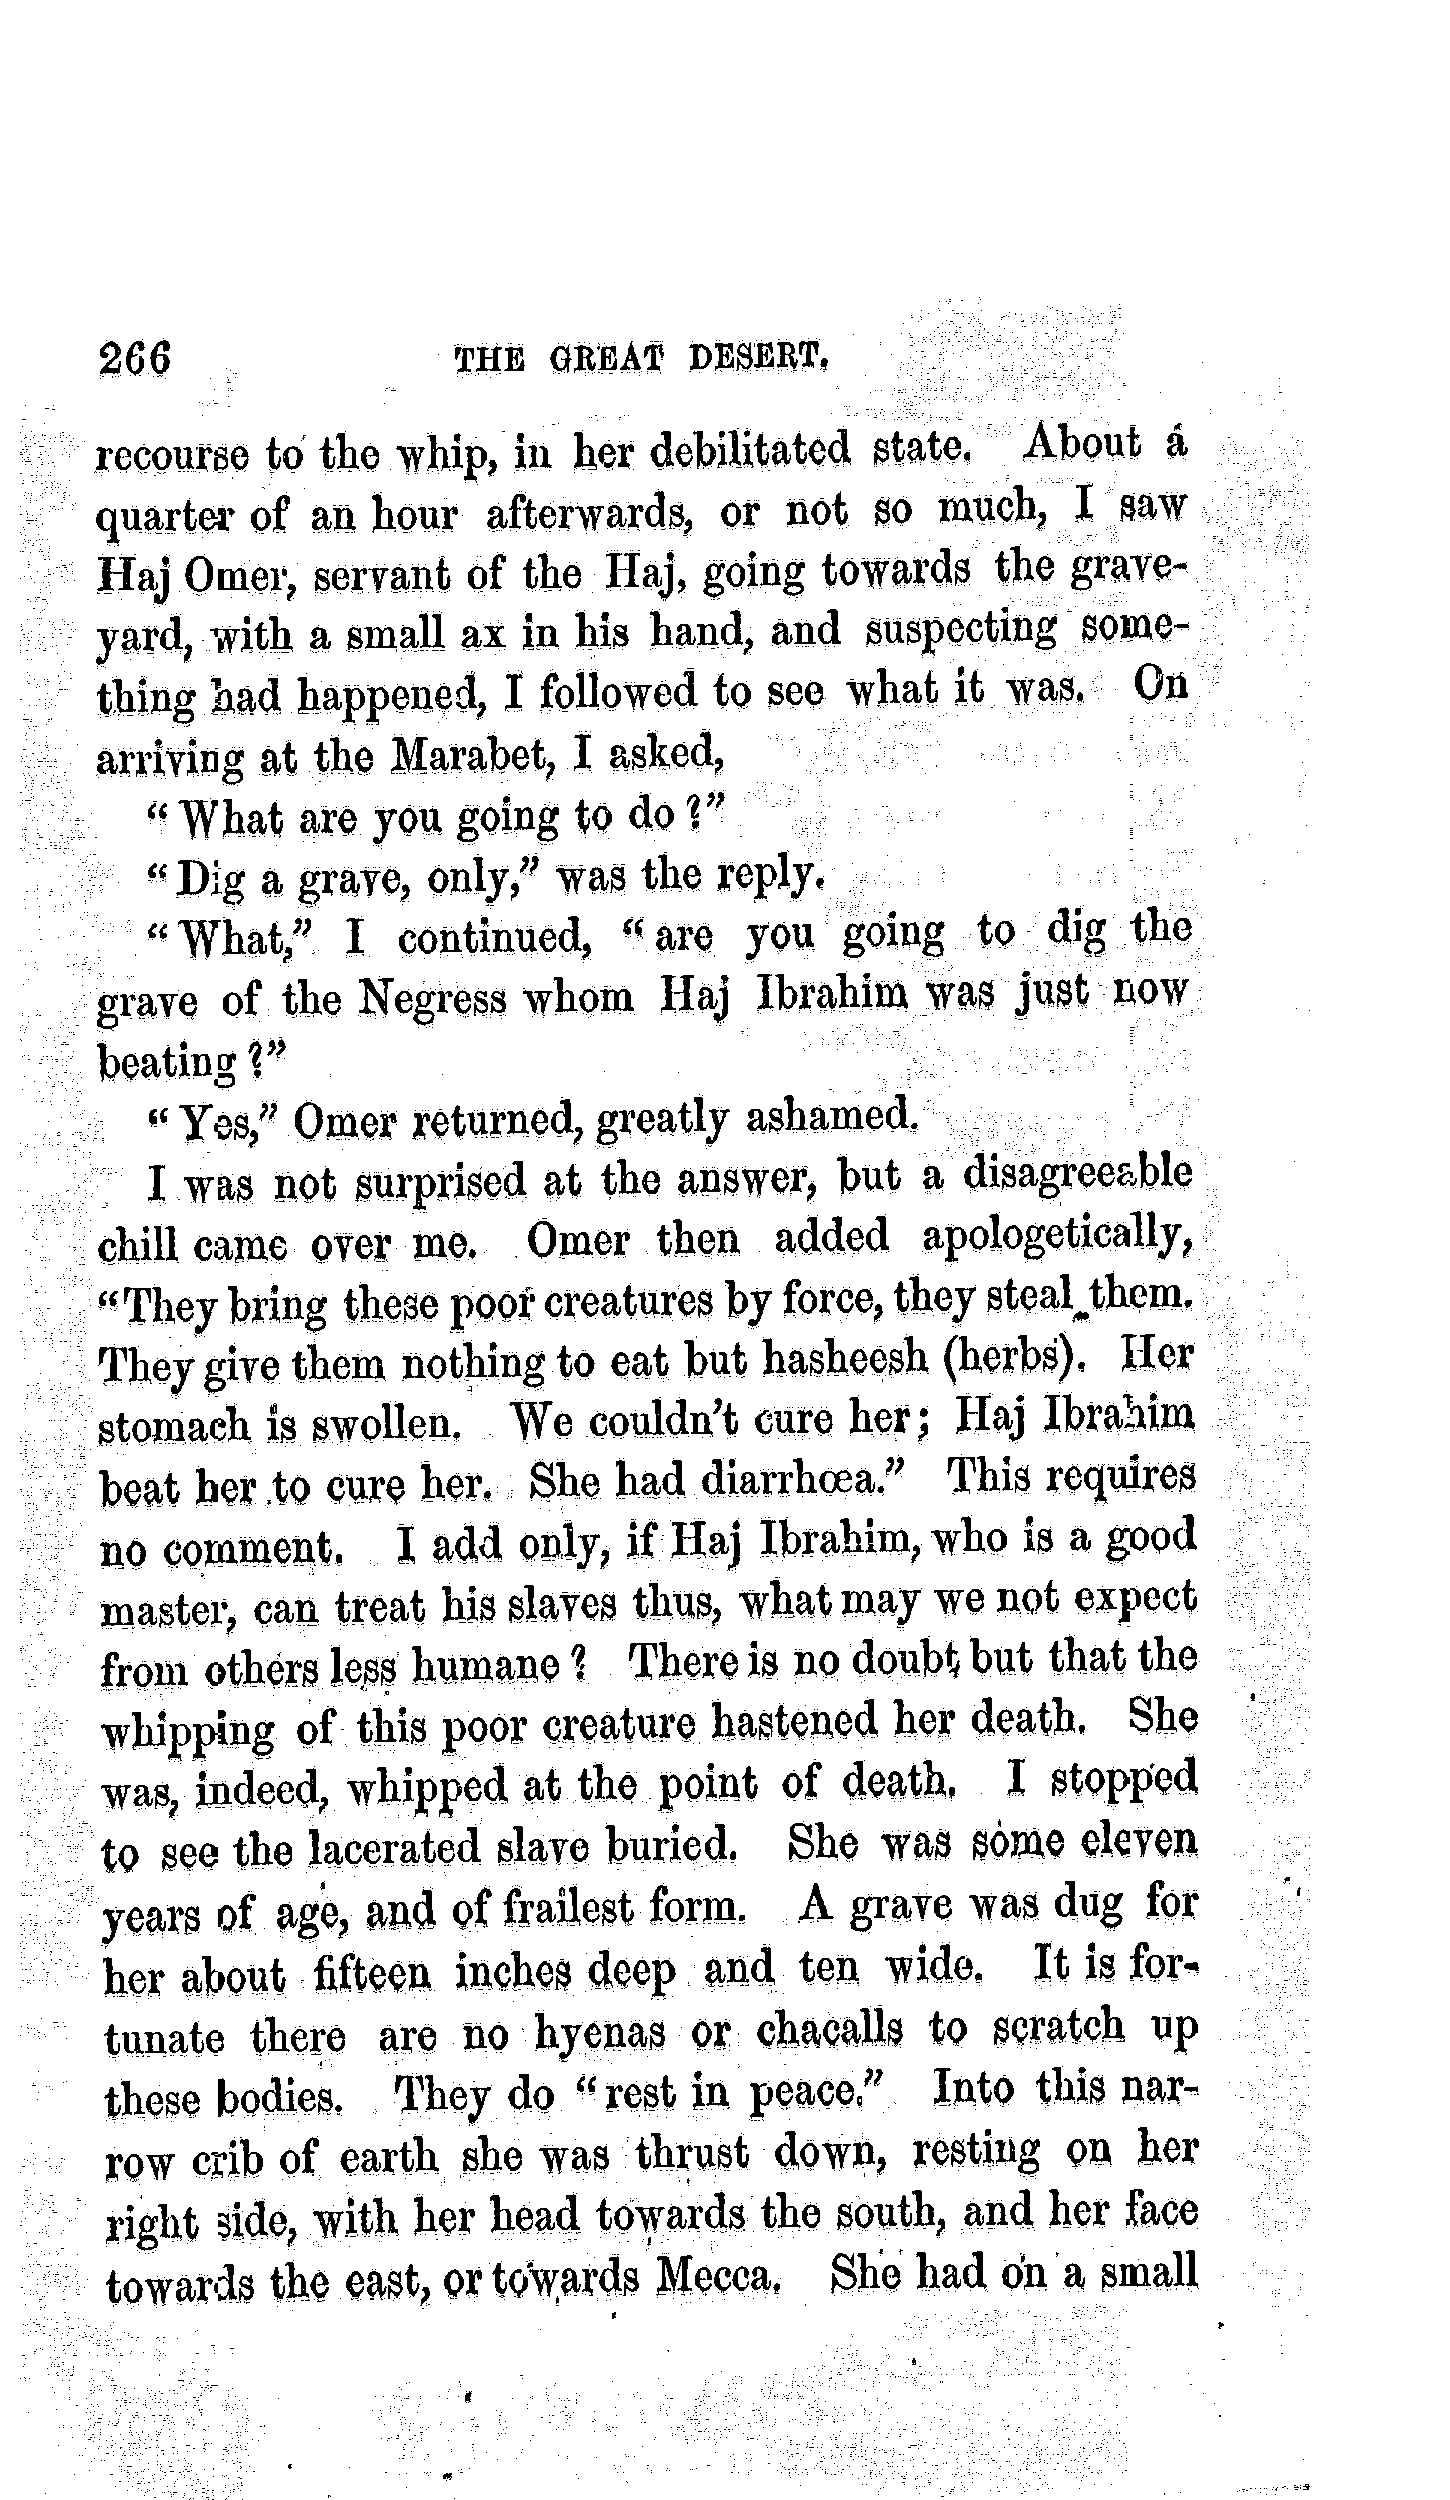 266 THE GREAT DESERT.
recourse to the whip, in her debilitated state. About a
quarter of an hour afterwards, or not so much, I saw
Haj Omer, servant of the Haj, going towards the grave-
yard, with a small ax in his hand, and suspecting some-
thing had happened, I followed to see what it was. On
arriving at the Marabet, I asked,
“What are you going to do?”
“Dig a grave, only,” was the reply.
“What,” I continued, “are you going to dig the
grave of the Negress whom Haj Ibrahim was just now
beating?”
“Yes,” Omer returned, greatly ashamed.
I was not surprised at the answer, but a disagreeable
chill came over me. Omer then added apologetically,
“They bring these poor creatures by force, they steal them.
They give them nothing to eat but hasheesh (herbs). Her
stomach is swollen. We couldn’t cure her; Haj Ibrahim
beat her to cure her. She had diarrhœa.” This requires
no comment. I add only, if Haj Ibrahim, who is a good
master, can treat his slaves thus, what may we not expect
from others less humane? There is no doubt but that the
whipping of this poor creature hastened her death. She
was, indeed, whipped at the point of death. I stopped
to see the lacerated slave buried. She was some eleven
years of age, and of frailest form. A grave was dug for
her about fifteen inches deep and ten wide. It is for-
tunate there are no hyenas or chacalls to scratch up
these bodies. They do “rest in peace.” Into this nar-
row crib of earth she was thrust down, resting on her
right side, with her head towards the south, and her face
towards the east, or towards Mecca. She had on a small